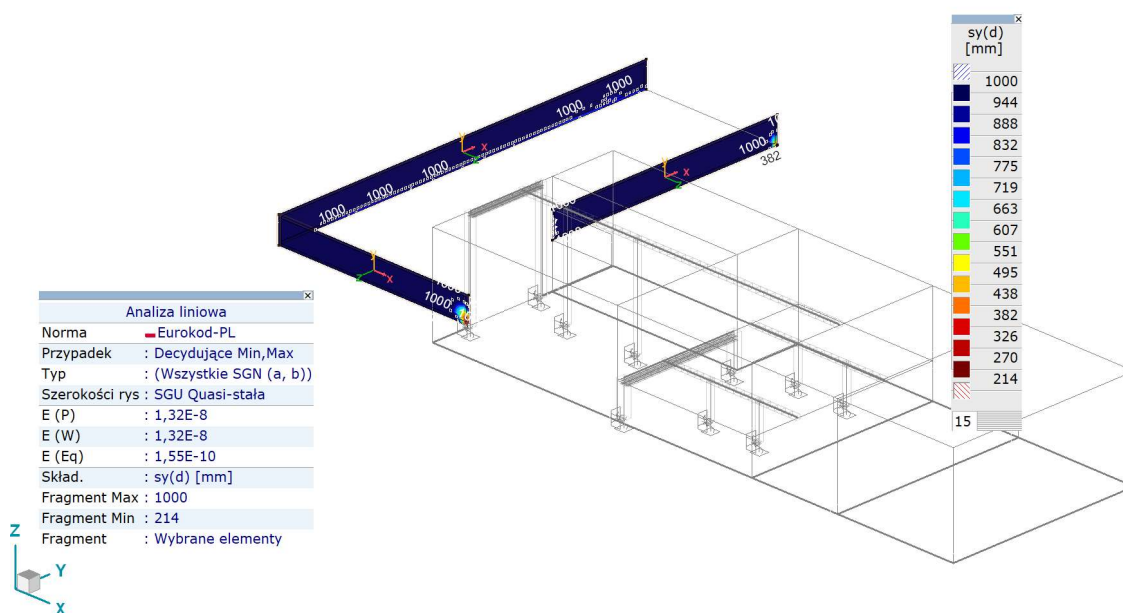 sy(d)
[mm]
1000
944
888
832
775
719
663
607
551
495
438
382
326
270
214
15
1000
1000
1000
1000
1000
1000
382
1000
x
x
x
y
y
y
z
z
z
Analiza liniowa
Norma Eurokod-PL
Przypadek : Decydujące Min,Max
Typ : (Wszystkie SGN (a, b))
Szerokości rys : SGU Quasi-stała
E (P) : 1,32E-8
E (W) : 1,32E-8
E (Eq) : 1,55E-10
Skład. : sy(d) [mm]
Fragment Max : 1000
Fragment Min : 214
Fragment : Wybrane elementy
Z
Y
X